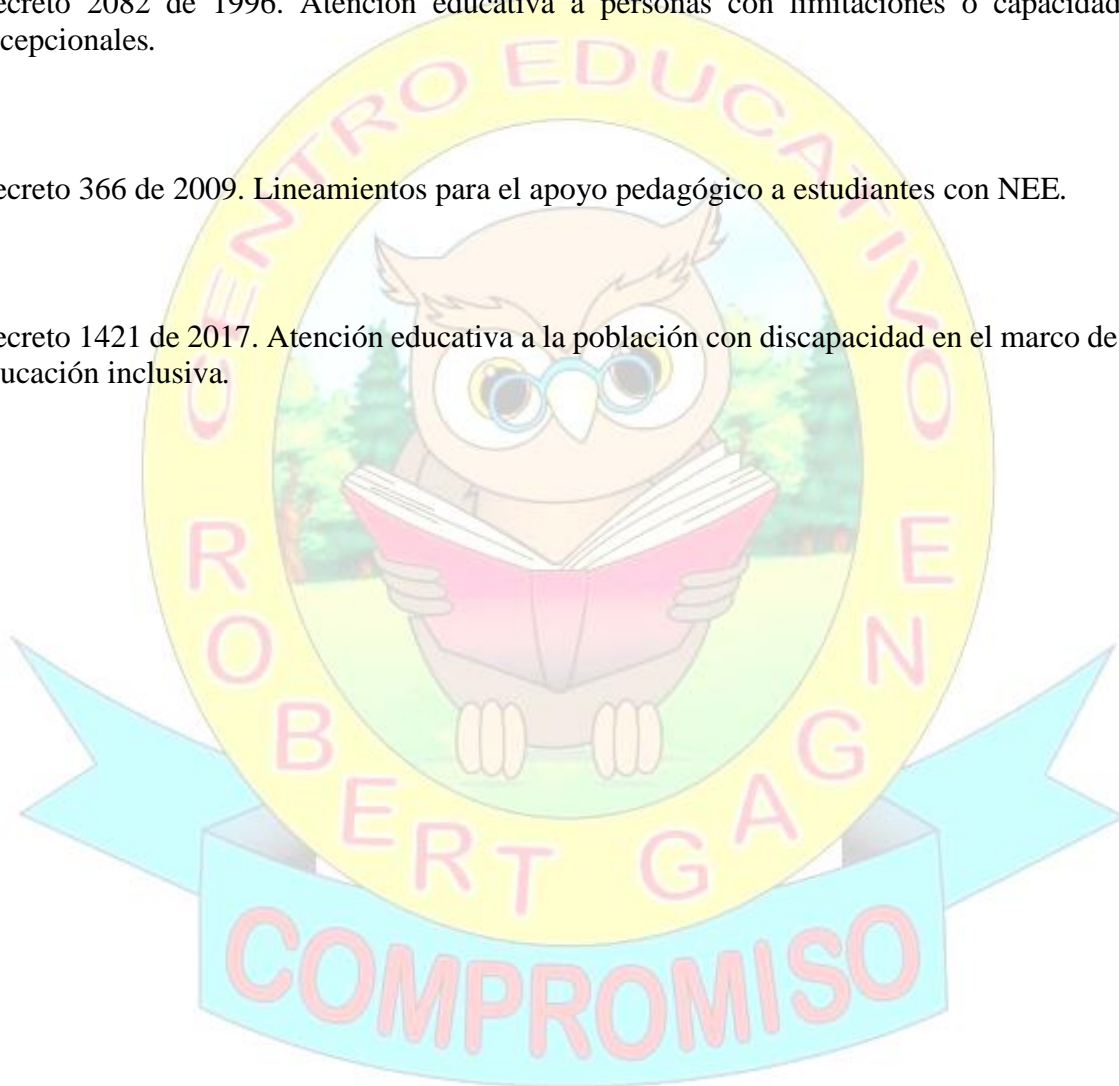 ecreto 2082 de 1996. Atención educativa a personas con limitaciones o capacidad
cepcionales.
ecreto 366 de 2009. Lineamientos para el apoyo pedagógico a estudiantes con NEE.
ecreto 1421 de 2017. Atención educativa a la población con discapacidad en el marco de
ucación inclusiva.
CENTRO EDUCATIVO
ROBERT GAGNE
COMPROMISO